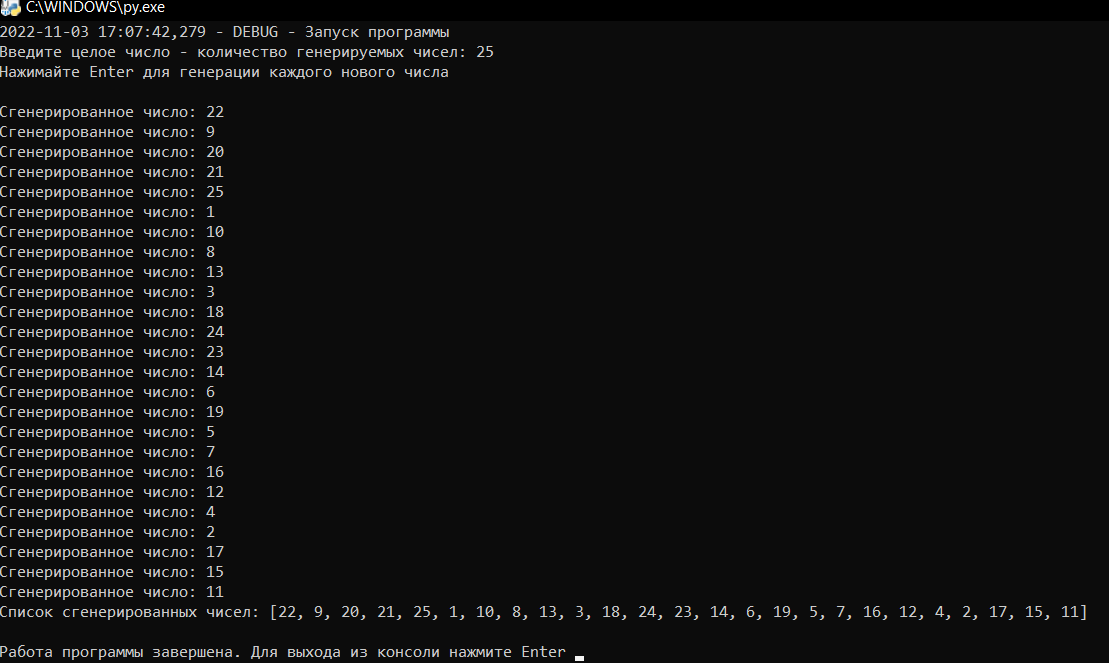 C:\WINDOWS\py.exe
2022-11-03 17:07:42,279 - DEBUG - Запуск программы
Введите целое число - количество генерируемых чисел: 25
Нажимайте Enter для генерации каждого нового числа
Сгенерированное число: 22
Сгенерированное число: 9
Сгенерированное число: 20
Сгенерированное число: 21
Сгенерированное число: 25
Сгенерированное число: 1
Сгенерированное число: 10
Сгенерированное число: 8
Сгенерированное число: 13
Сгенерированное число: 3
Сгенерированное число: 18
Сгенерированное число: 24
Сгенерированное число: 23
Сгенерированное число: 14
Сгенерированное число: 6
Сгенерированное число: 19
Сгенерированное число: 5
Сгенерированное число: 7
Сгенерированное число: 16
Сгенерированное число: 12
Сгенерированное число: 4
Сгенерированное число: 2
Сгенерированное число: 17
Сгенерированное число: 15
Сгенерированное число: 11
Список сгенерированных чисел: [22, 9, 20, 21, 25, 1, 10, 8, 13, 3, 18, 24, 23, 14, 6, 19, 5, 7, 16, 12, 4, 2, 17, 15, 11]
Работа программы завершена. Для выхода из консоли нажмите Enter